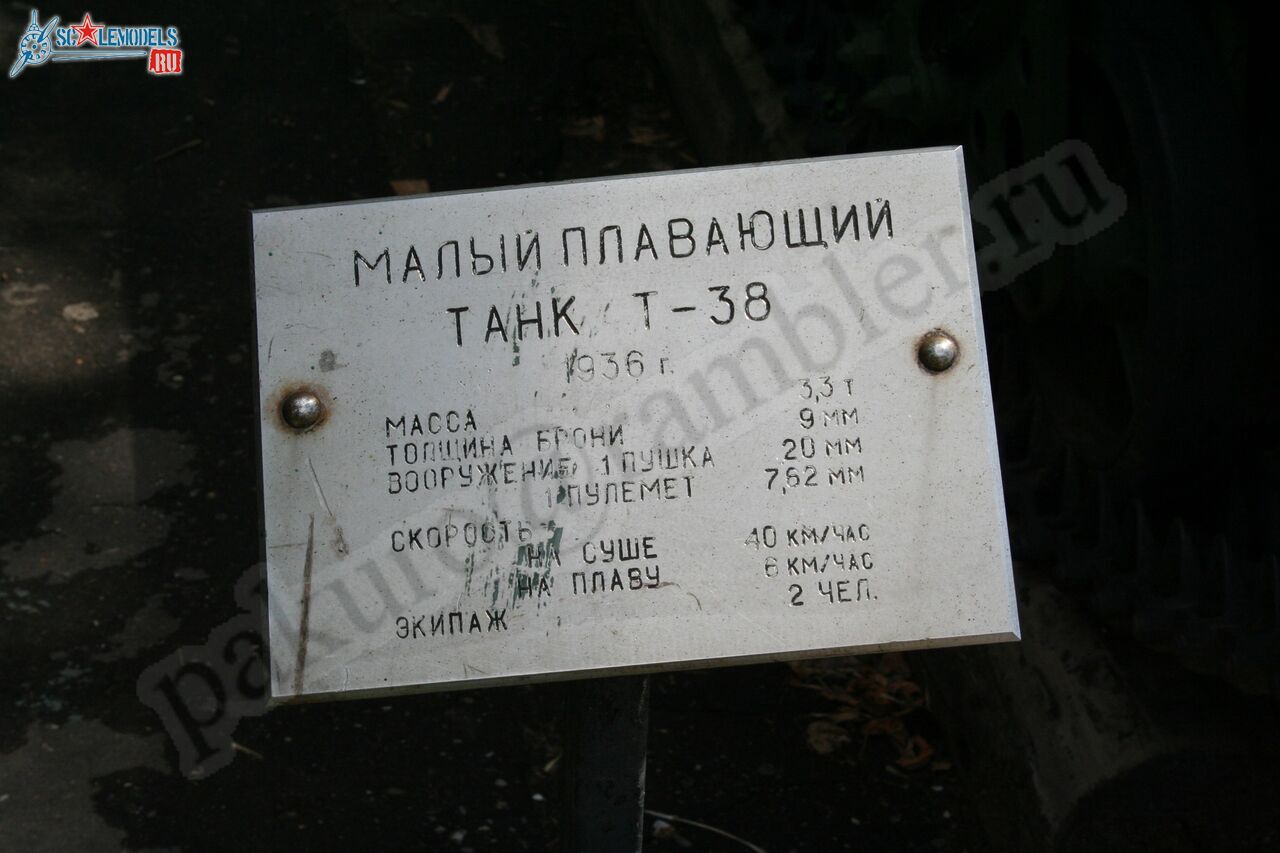 SCALEMODELS
RU
МАЛЫЙ ПЛАВАЮЩИЙ
ТАНК Т-38
1936 г.
МАССА 3,3 т
ТОЛЩИНА БРОНИ 9 мм
ВООРУЖЕНИЕ: 1 ПУШКА 20 мм
1 ПУЛЕМЕТ 7,62 мм
СКОРОСТЬ-
НА СУШЕ 40 КМ/ЧАС
НА ПЛАВУ 6 КМ/ЧАС
ЭКИПАЖ 2 ЧЕЛ.
pakuro@rambler.ru